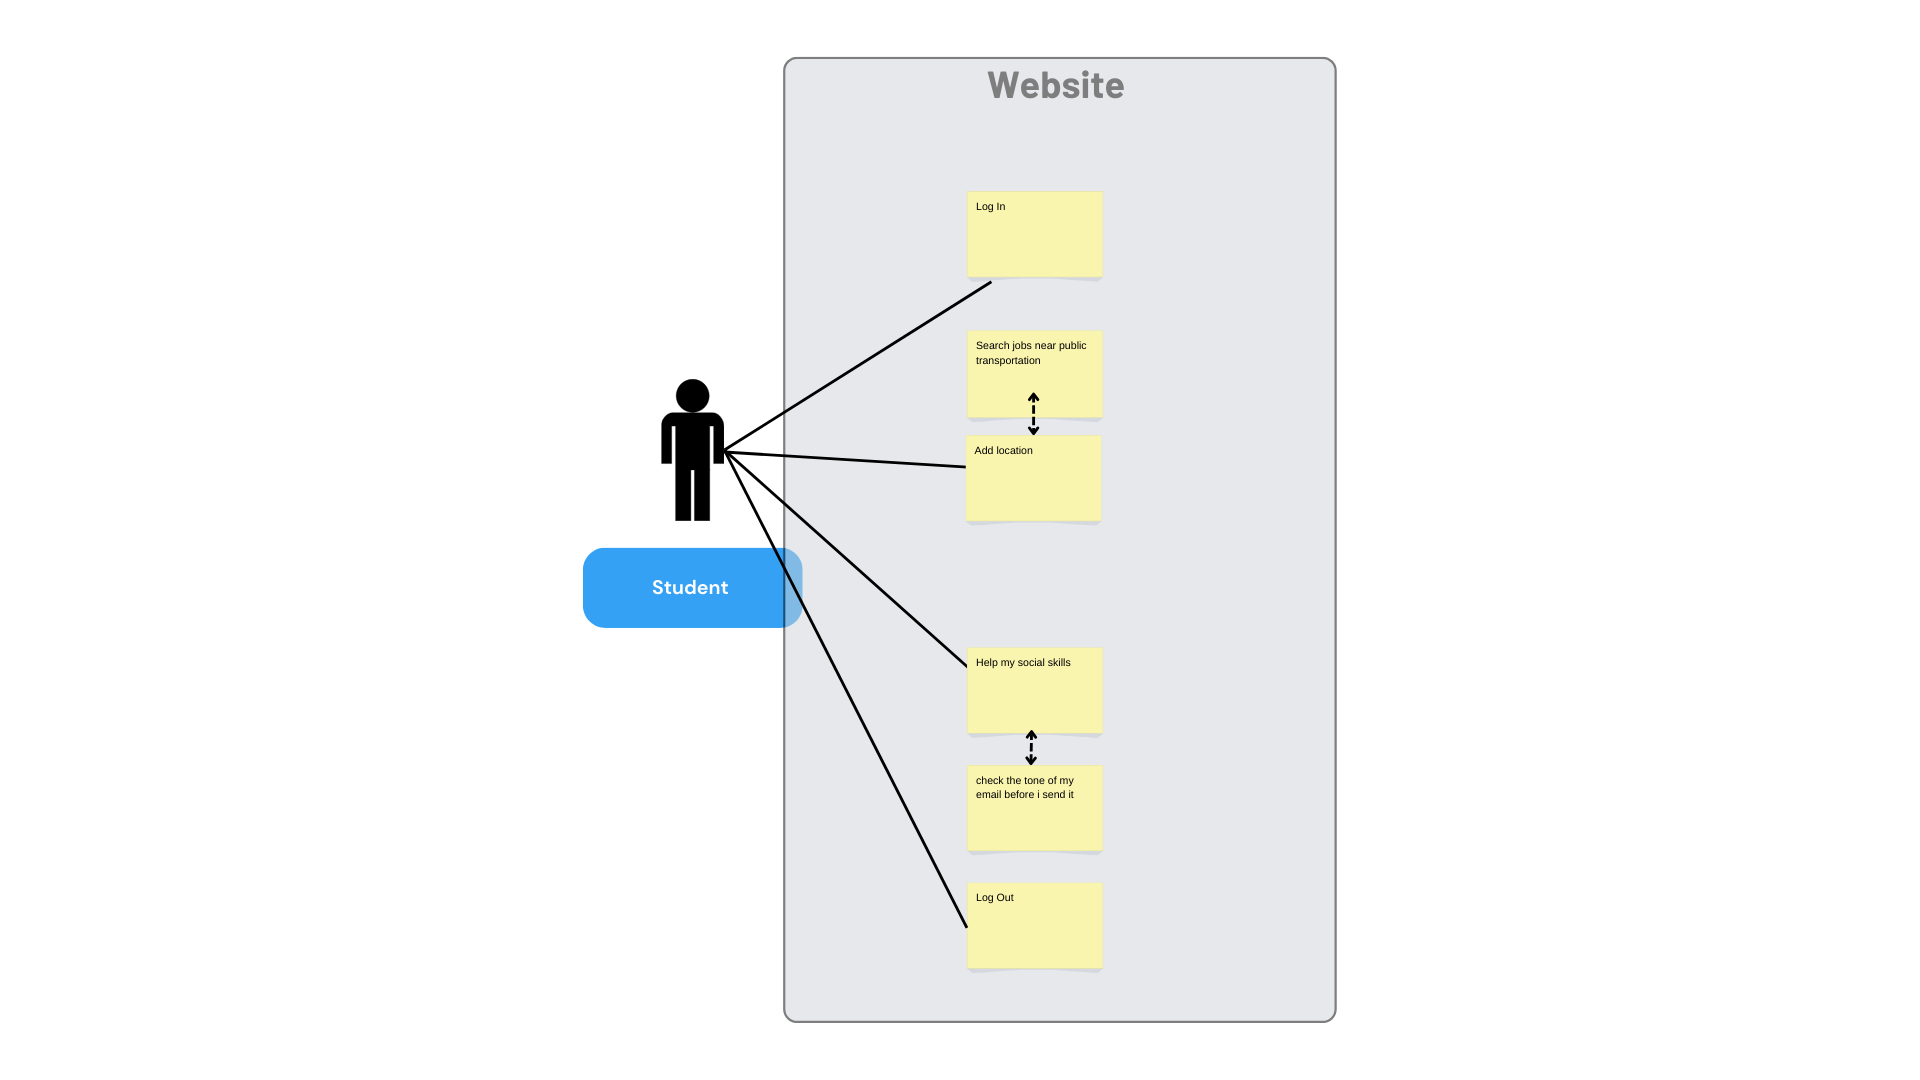 Website
Log In
Search jobs near public
transportation
Add location
Student
Help my social skills
check the tone of my
email before i send it
Log Out